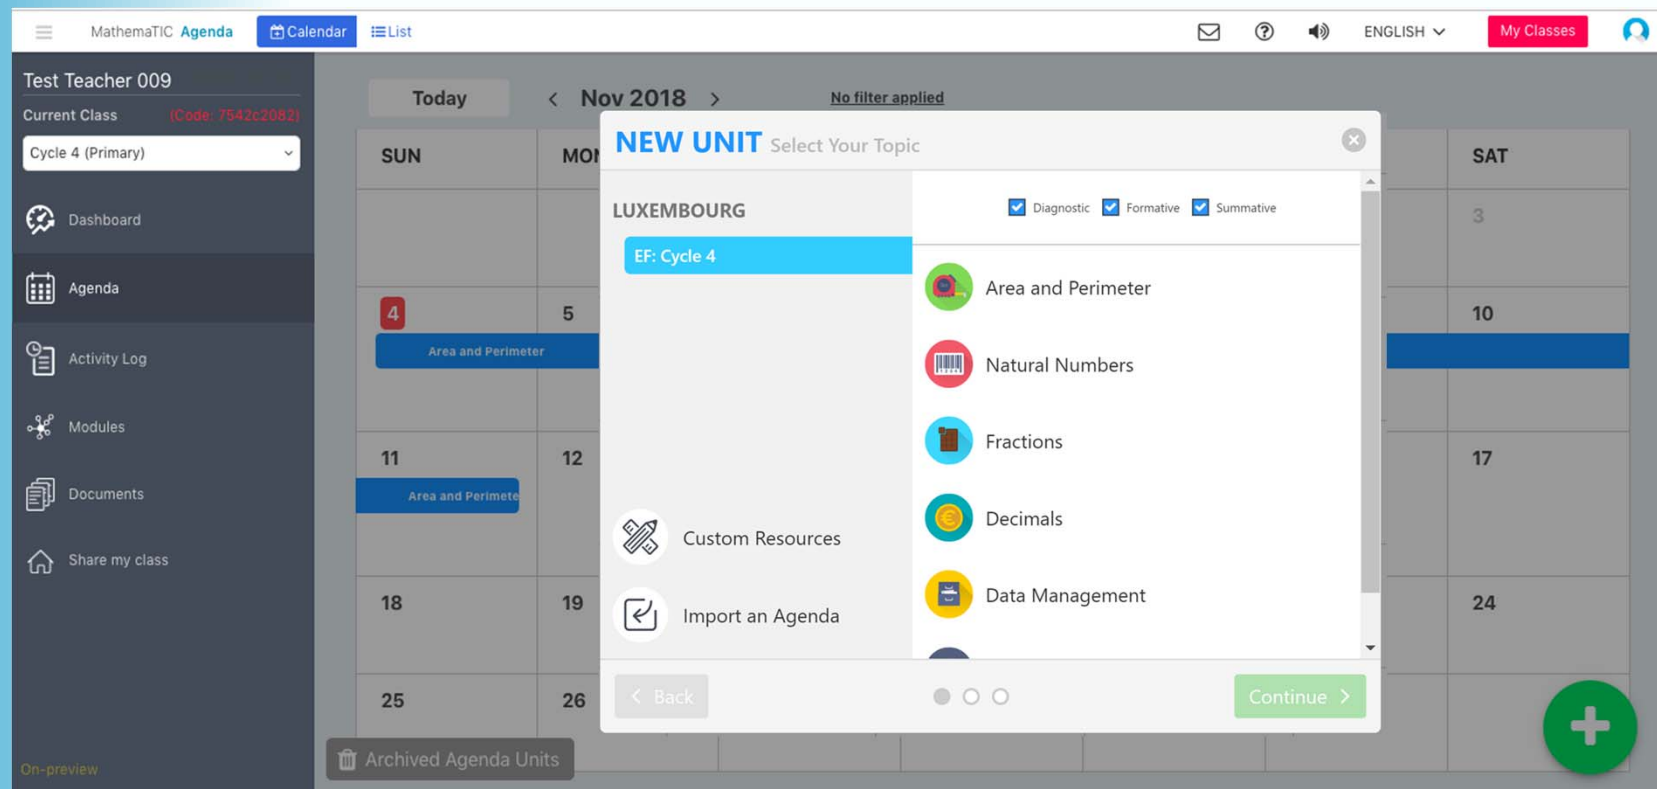 MathemaTIC Agenda Calendar List ENGLISH My Classes
Test Teacher 009
Current Class (Code: 7542c2082)
Cycle 4 (Primary)
Dashboard
Agenda
Activity Log
Modules
Documents
Share my class
On-preview
Today < Nov 2018 > No filter applied
SUN MON SAT
3
4 5 10
Area and Perimeter
11 12 17
Area and Perimete
18 19 24
25 26
Archived Agenda Units
NEW UNIT Select Your Topic
LUXEMBOURG
EF: Cycle 4
Custom Resources
Import an Agenda
Diagnostic Formative Summative
Area and Perimeter
Natural Numbers
Fractions
Decimals
Data Management
< Back Continue >